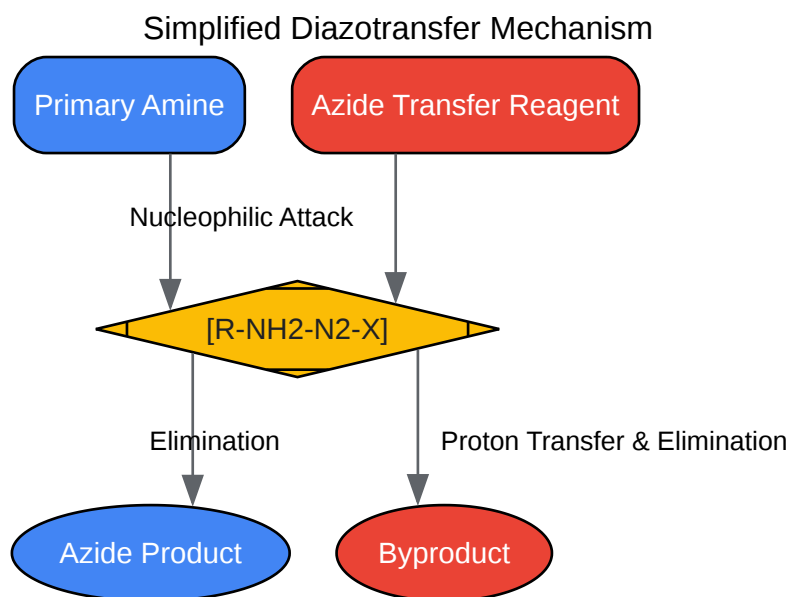 Simplified Diazotransfer Mechanism
Primary Amine
Azide Transfer Reagent
Nucleophilic Attack
[R-NH2-N2-X]
Elimination
Proton Transfer & Elimination
Azide Product
Byproduct